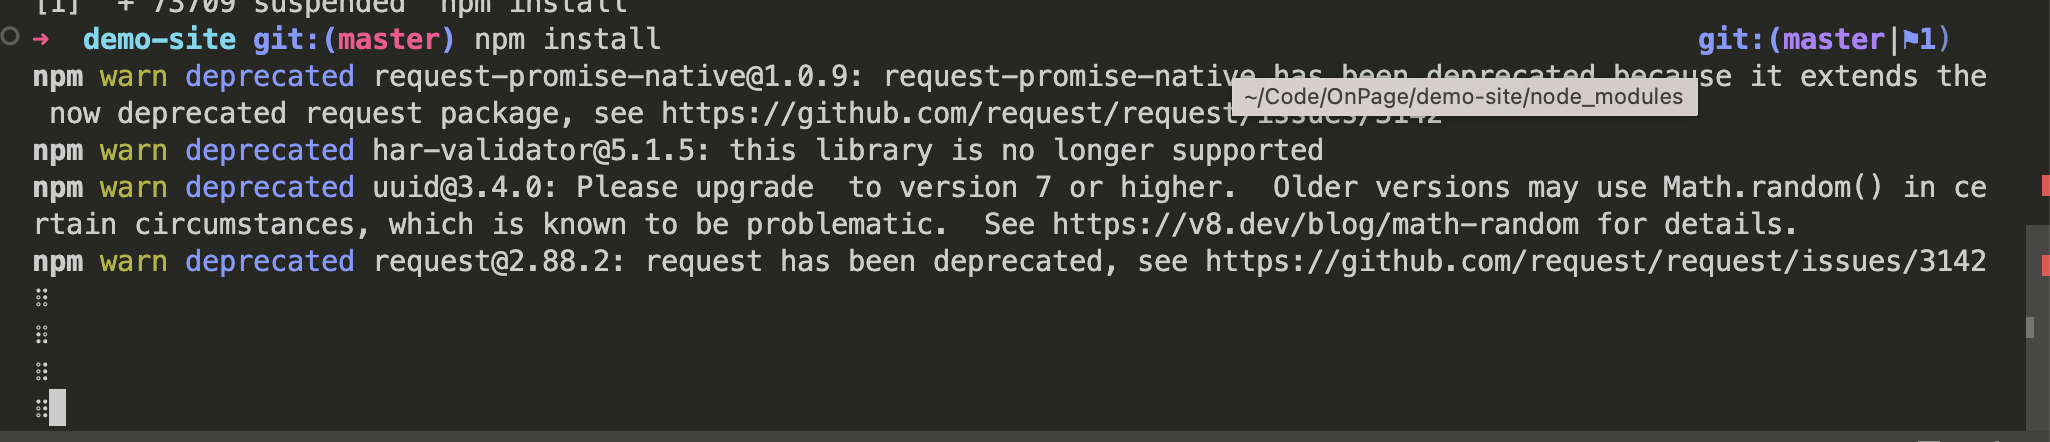 [1]  + 73709 suspended  npm install
➜  demo-site git:(master) npm install git:(master|⚑1)
npm warn deprecated request-promise-native@1.0.9: request-promise-native has been deprecated because it extends the
now deprecated request package, see https://github.com/request/request/issues/3142
~/Code/OnPage/demo-site/node_modules
npm warn deprecated har-validator@5.1.5: this library is no longer supported
npm warn deprecated uuid@3.4.0: Please upgrade  to version 7 or higher.  Older versions may use Math.random() in ce
rtain circumstances, which is known to be problematic.  See https://v8.dev/blog/math-random for details.
npm warn deprecated request@2.88.2: request has been deprecated, see https://github.com/request/request/issues/3142